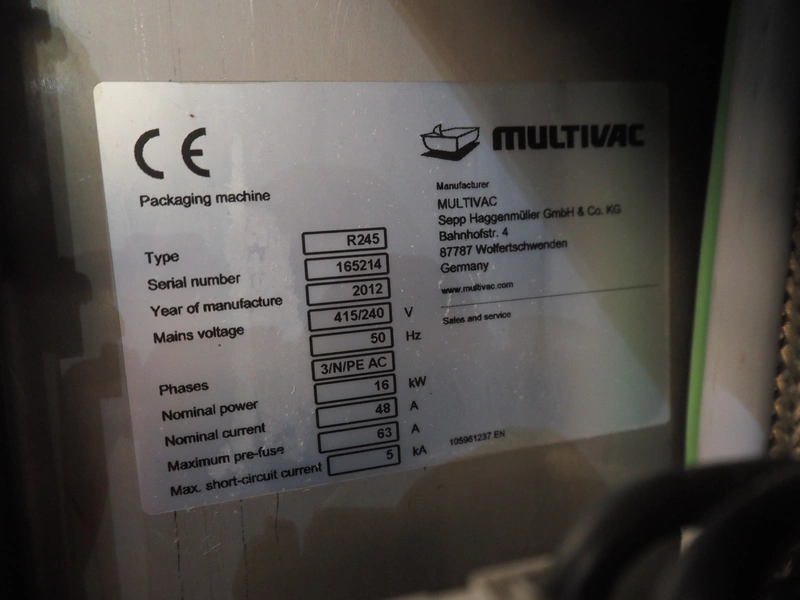 CE
MULTIVAC
Packaging machine
Manufacturer
MULTIVAC
Sepp Haggenmüller GmbH & Co. KG
Bahnhofstr. 4
87787 Wolfertschwenden
Germany
www.multivac.com
Sales and service
Type R245
Serial number 165214
Year of manufacture 2012
Mains voltage 415/240 V
50 Hz
Phases 3/N/PE AC
Nominal power 16 kW
Nominal current 48 A
Maximum pre-fuse 63 A
Max. short-circuit current 5 kA
105961237 EN